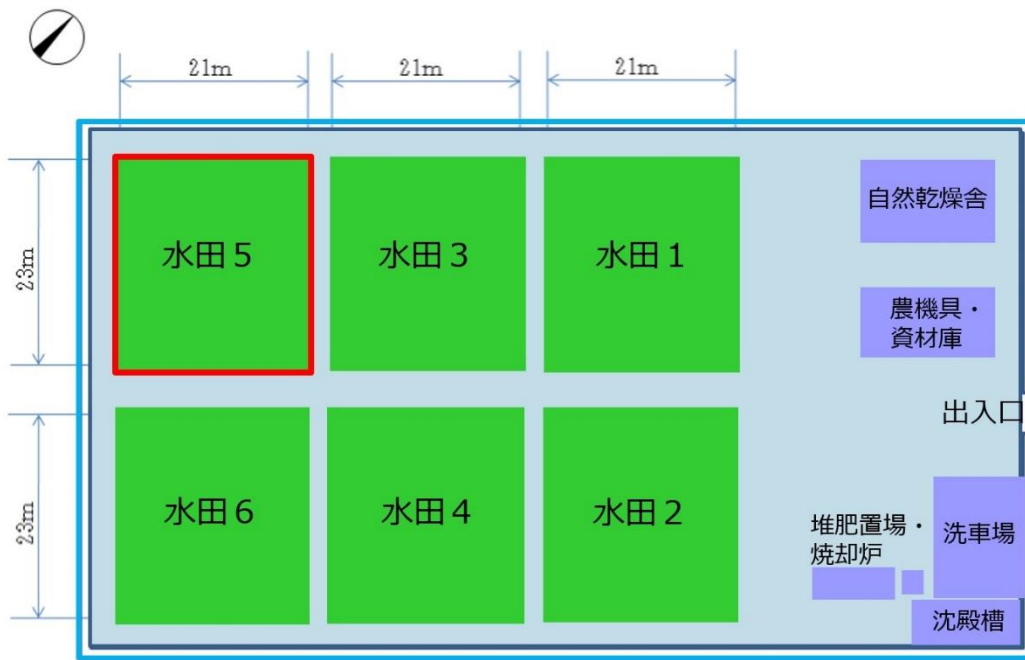 21m
21m
21m
23m
水田５
水田３
水田１
自然乾燥舎
農機具・
資材庫
出入口
23m
水田６
水田４
水田２
堆肥置場・
焼却炉
洗車場
沈殿槽